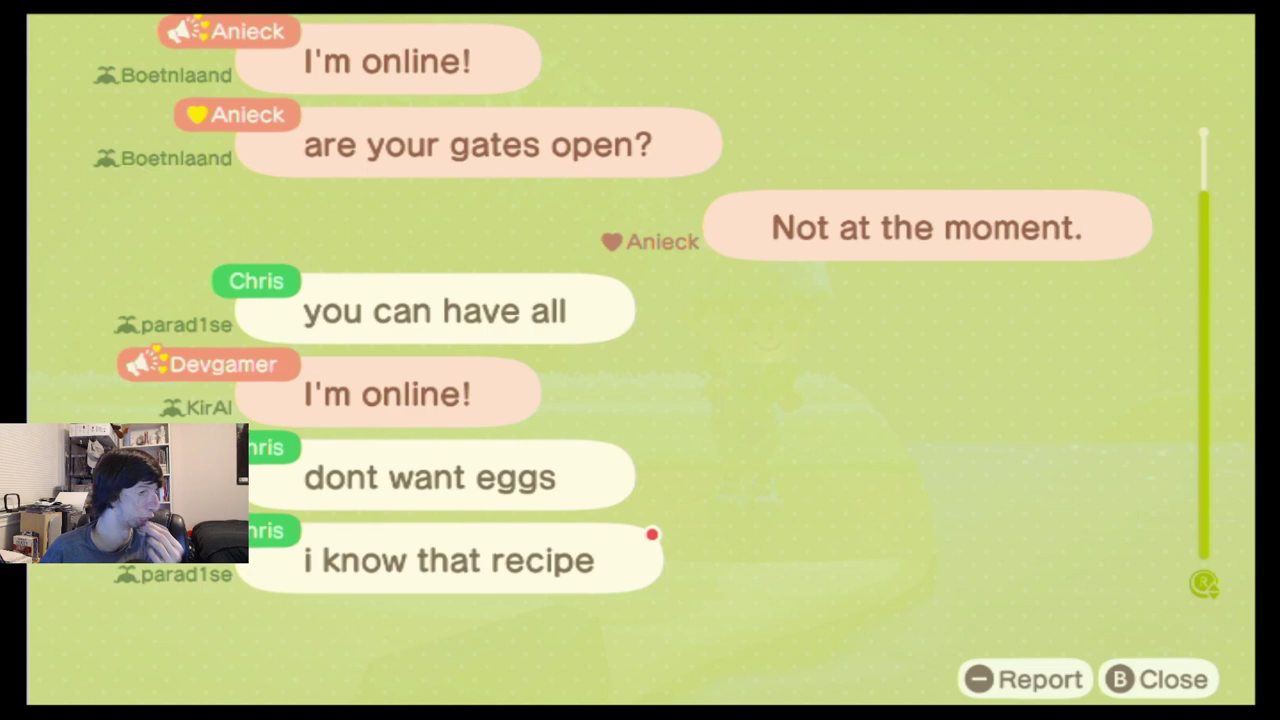 Anieck
I'm online!
Boetnlaand
Anieck
are your gates open?
Boetnlaand
Not at the moment.
Anieck
Chris
you can have all
parad1se
Devgamer
I'm online!
KirAI
hris
dont want eggs
hris
i know that recipe
parad1se
R
- Report
B Close